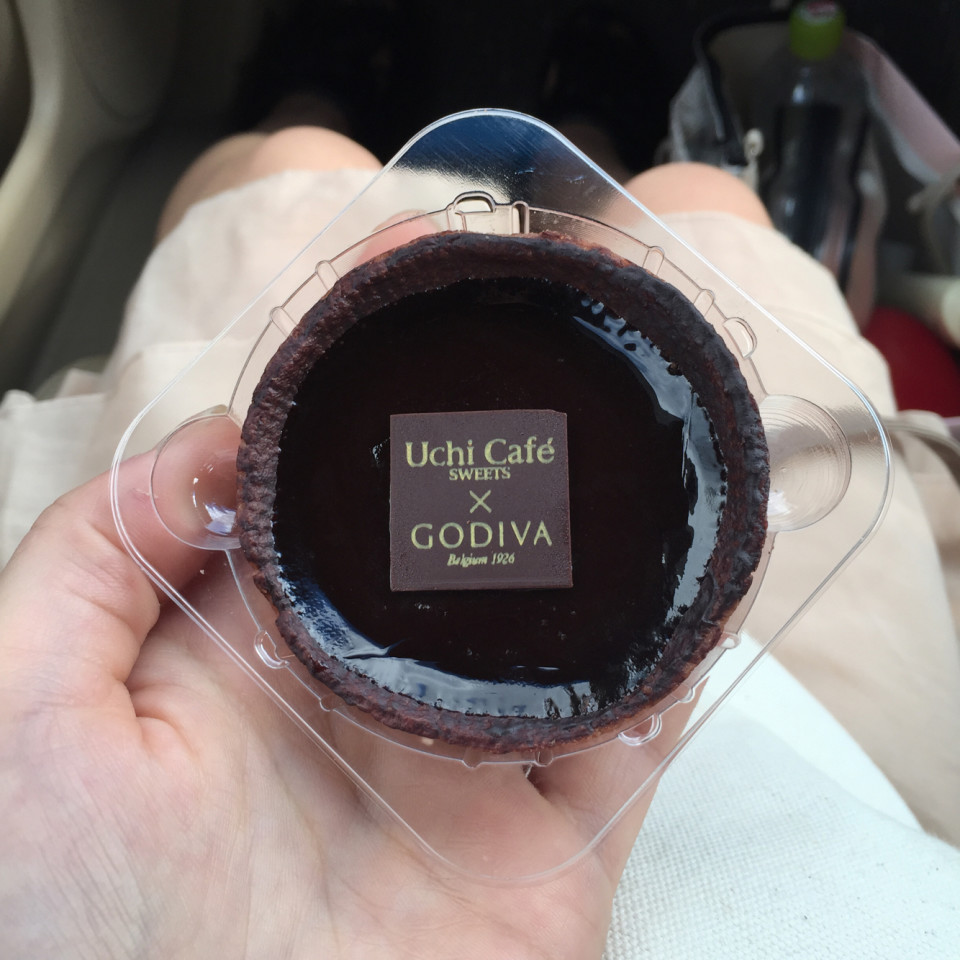 Uchi Café
SWEETS
×
GODIVA
Belgium 1926